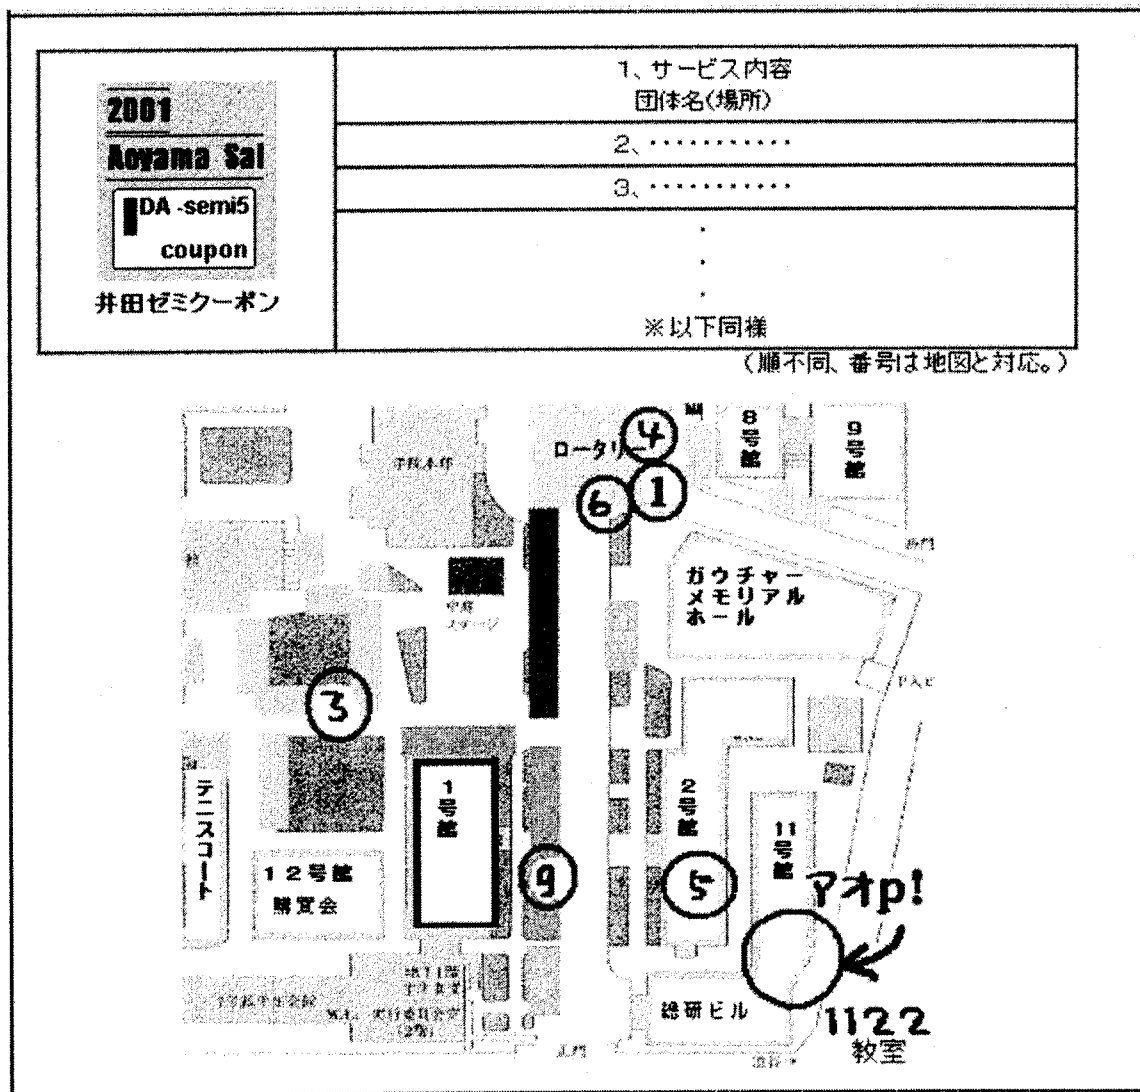 2001
Aoyama Sai
IDA -semi5
coupon
井田ゼミクーポン
1、サービス内容
団体名(場所)
2、・・・・・・・・・・・
3、・・・・・・・・・・・
・
・
・
※以下同様
(順不同、番号は地図と対応。)
ロータリー
4
1
6
8号館
9号館
ガウチャー
メモリアル
ホール
中庭
ステージ
3
テニスコート
1号館
12号館
購買会
9
2号館
5
11号館
アオp!
総研ビル
1122
教室
正門